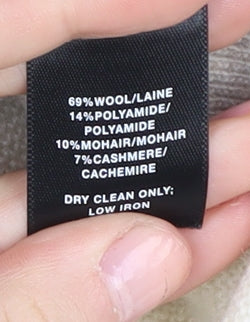 69%WOOL/LAINE
14%POLYAMIDE/
POLYAMIDE
10%MOHAIR/MOHAIR
7%CASHMERE/
CACHEMIRE
DRY CLEAN ONLY;
LOW IRON